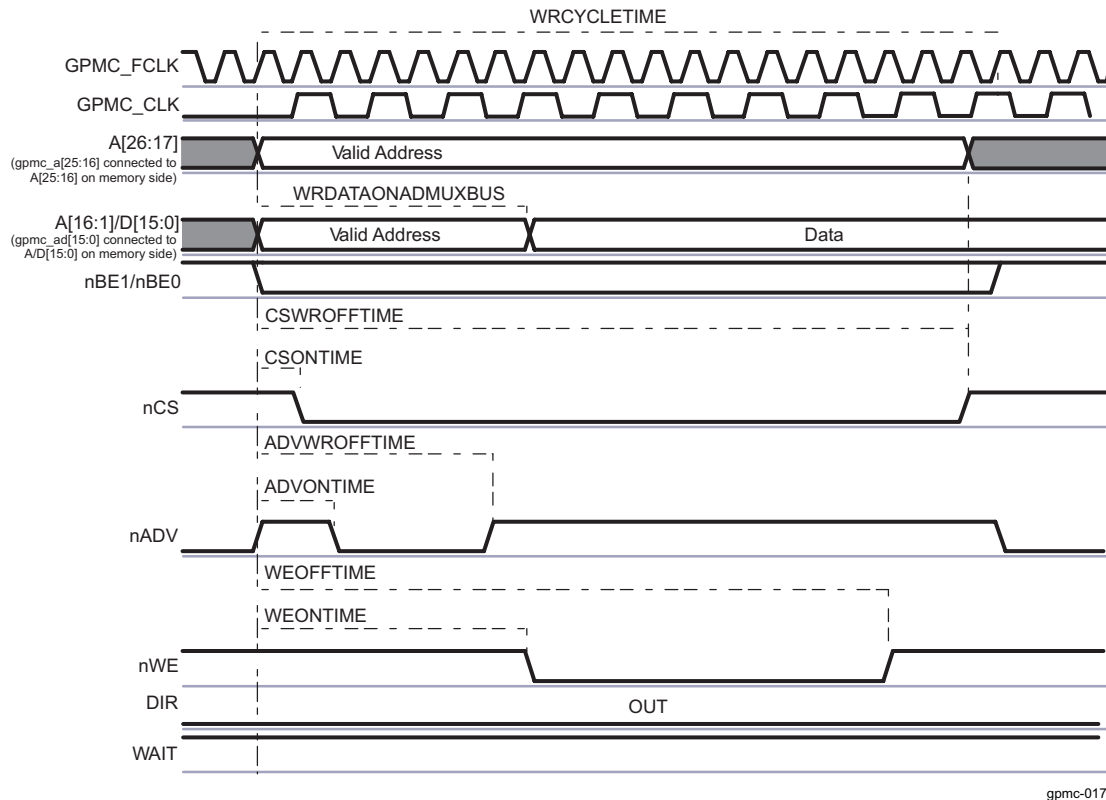 WRCYCLETIME
GPMC_FCLK
GPMC_CLK
A[26:17]
(gpmc_a[25:16] connected to
A[25:16] on memory side)
Valid Address
WRDATAONADMUXBUS
A[16:1]/D[15:0]
(gpmc_ad[15:0] connected to
A/D[15:0] on memory side)
Valid Address
Data
nBE1/nBE0
CSWROFFTIME
CSONTIME
nCS
ADVWROFFTIME
ADVONTIME
nADV
WEOFFTIME
WEONTIME
nWE
DIR
OUT
WAIT
gpmc-017